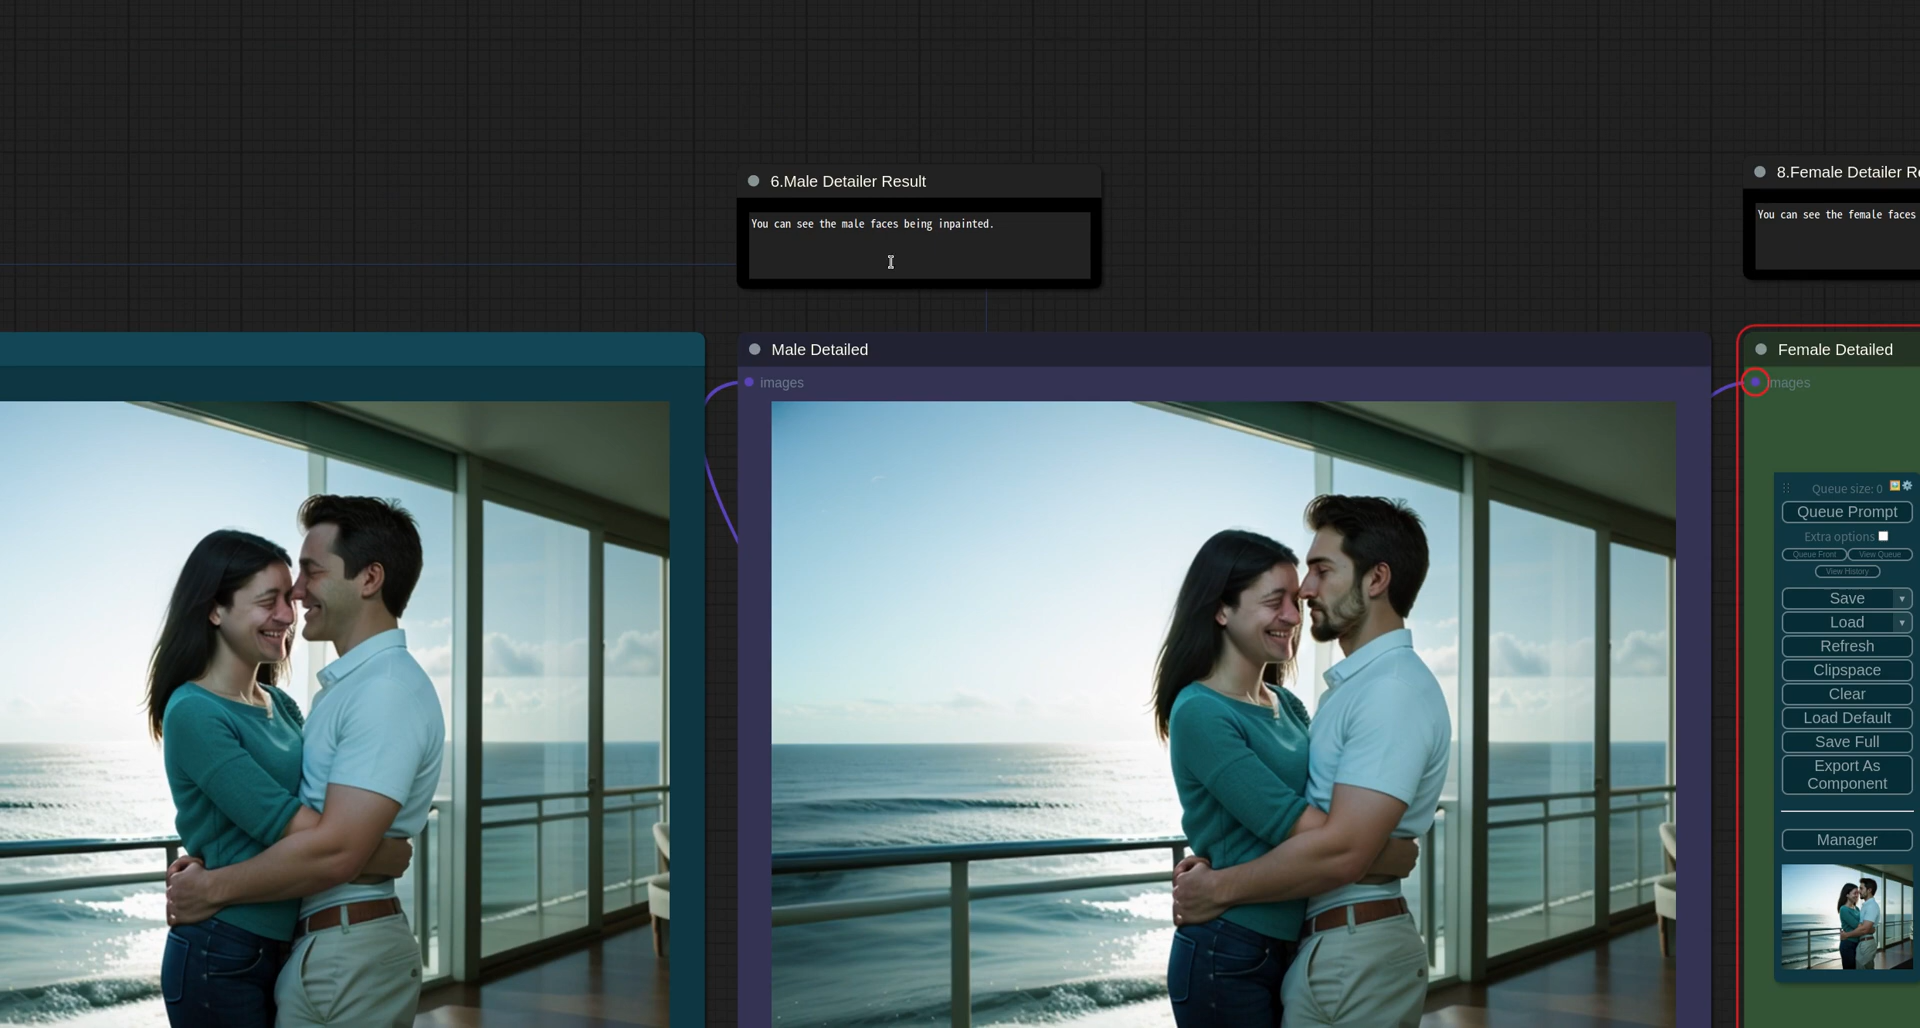 6.Male Detailer Result
You can see the male faces being inpainted.
8.Female Detailer
You can see the female faces
Male Detailed
images
Female Detailed
images
Queue size: 0
Queue Prompt
Extra options
Queue Front
View Queue
View History
Save
Load
Refresh
Clipspace
Clear
Load Default
Save Full
Export As
Component
Manager